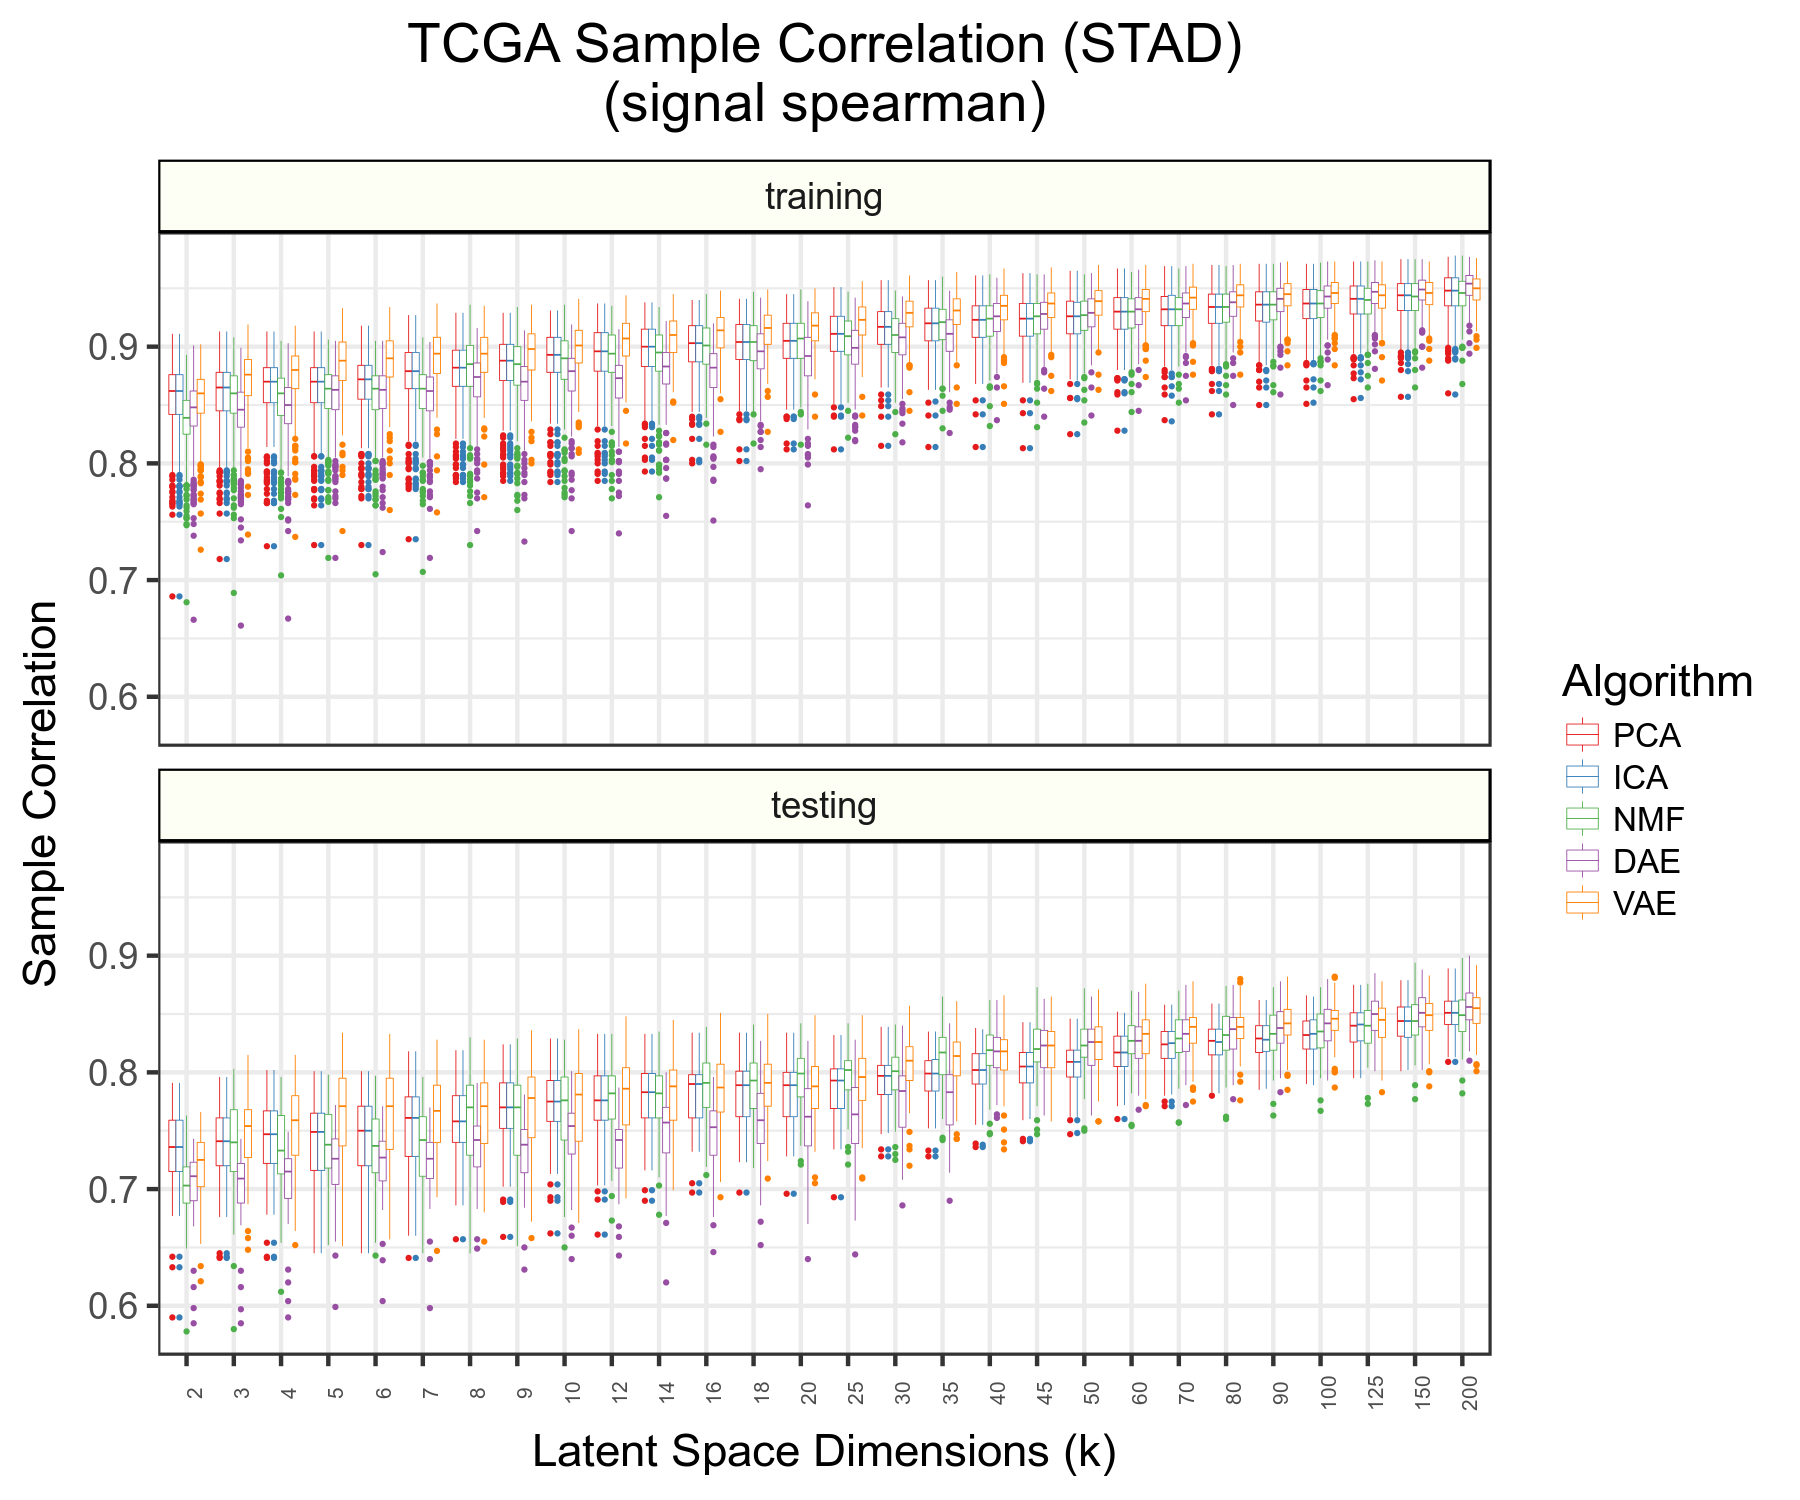 TCGA Sample Correlation (STAD)
(signal spearman)
training
0.9
0.8
0.7
0.6
testing
0.9
0.8
0.7
0.6
Sample Correlation
2 3 4 5 6 7 8 9 10 12 14 16 18 20 25 30 35 40 45 50 60 70 80 90 100 125 150 200
Latent Space Dimensions (k)
Algorithm
PCA
ICA
NMF
DAE
VAE